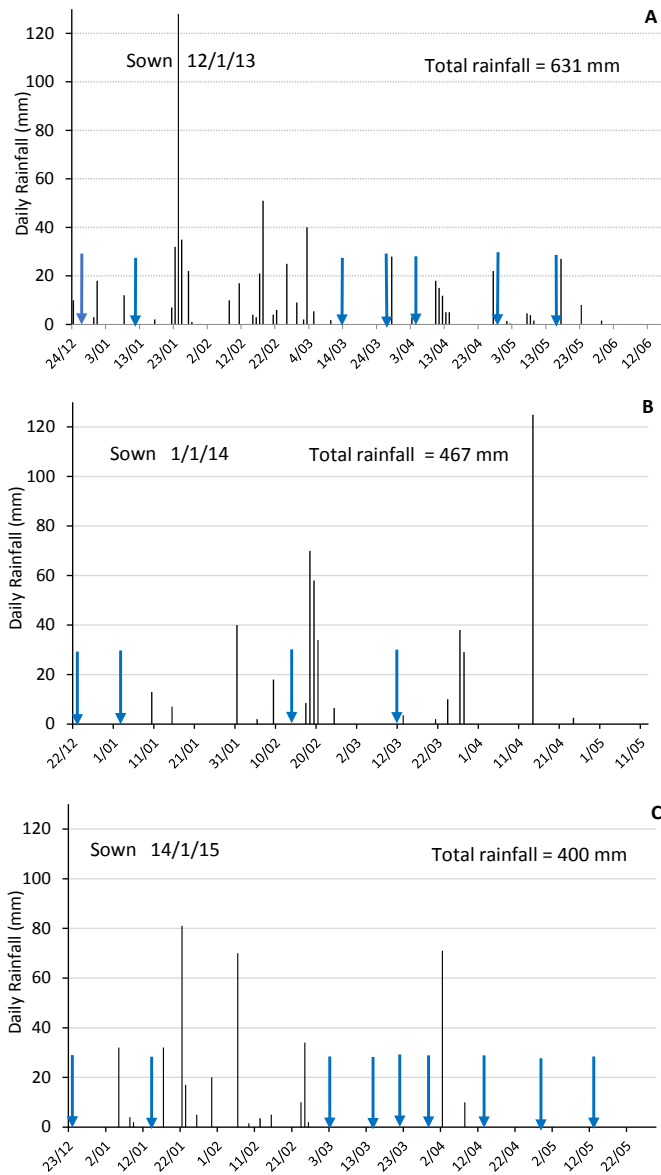 A
Sown 12/1/13
Total rainfall = 631 mm
Daily Rainfall (mm)
120
100
80
60
40
20
0
24/12 3/01 13/01 23/01 2/02 12/02 22/02 4/03 14/03 24/03 3/04 13/04 23/04 3/05 13/05 23/05 2/06 12/06
B
Sown 1/1/14
Total rainfall = 467 mm
Daily Rainfall (mm)
120
100
80
60
40
20
0
22/12 1/01 11/01 21/01 31/01 10/02 20/02 2/03 12/03 22/03 1/04 11/04 21/04 1/05 11/05
C
Sown 14/1/15
Total rainfall = 400 mm
Daily Rainfall (mm)
120
100
80
60
40
20
0
23/12 2/01 12/01 22/01 1/02 11/02 21/02 3/03 13/03 23/03 2/04 12/04 22/04 2/05 12/05 22/05